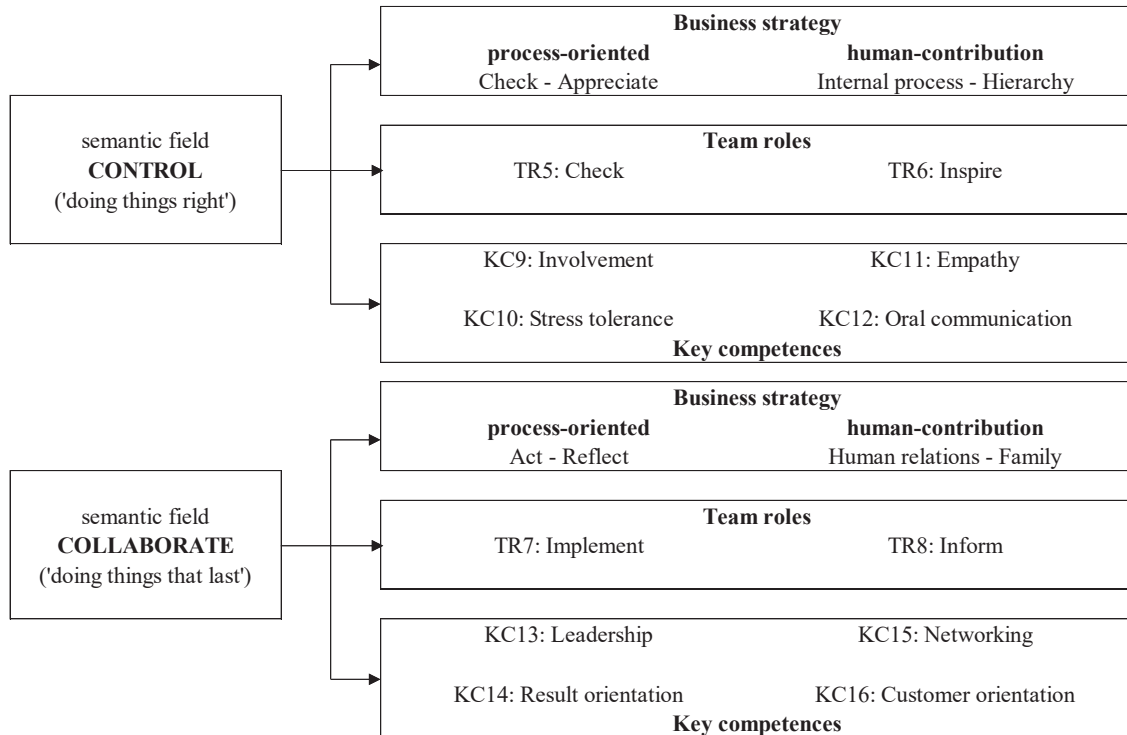 Business strategy
process-oriented human-contribution
Check - Appreciate Internal process - Hierarchy
semantic field
CONTROL
('doing things right')
Team roles
TR5: Check TR6: Inspire
KC9: Involvement KC11: Empathy
KC10: Stress tolerance KC12: Oral communication
Key competences
Business strategy
process-oriented human-contribution
Act - Reflect Human relations - Family
semantic field
COLLABORATE
('doing things that last')
Team roles
TR7: Implement TR8: Inform
KC13: Leadership KC15: Networking
KC14: Result orientation KC16: Customer orientation
Key competences